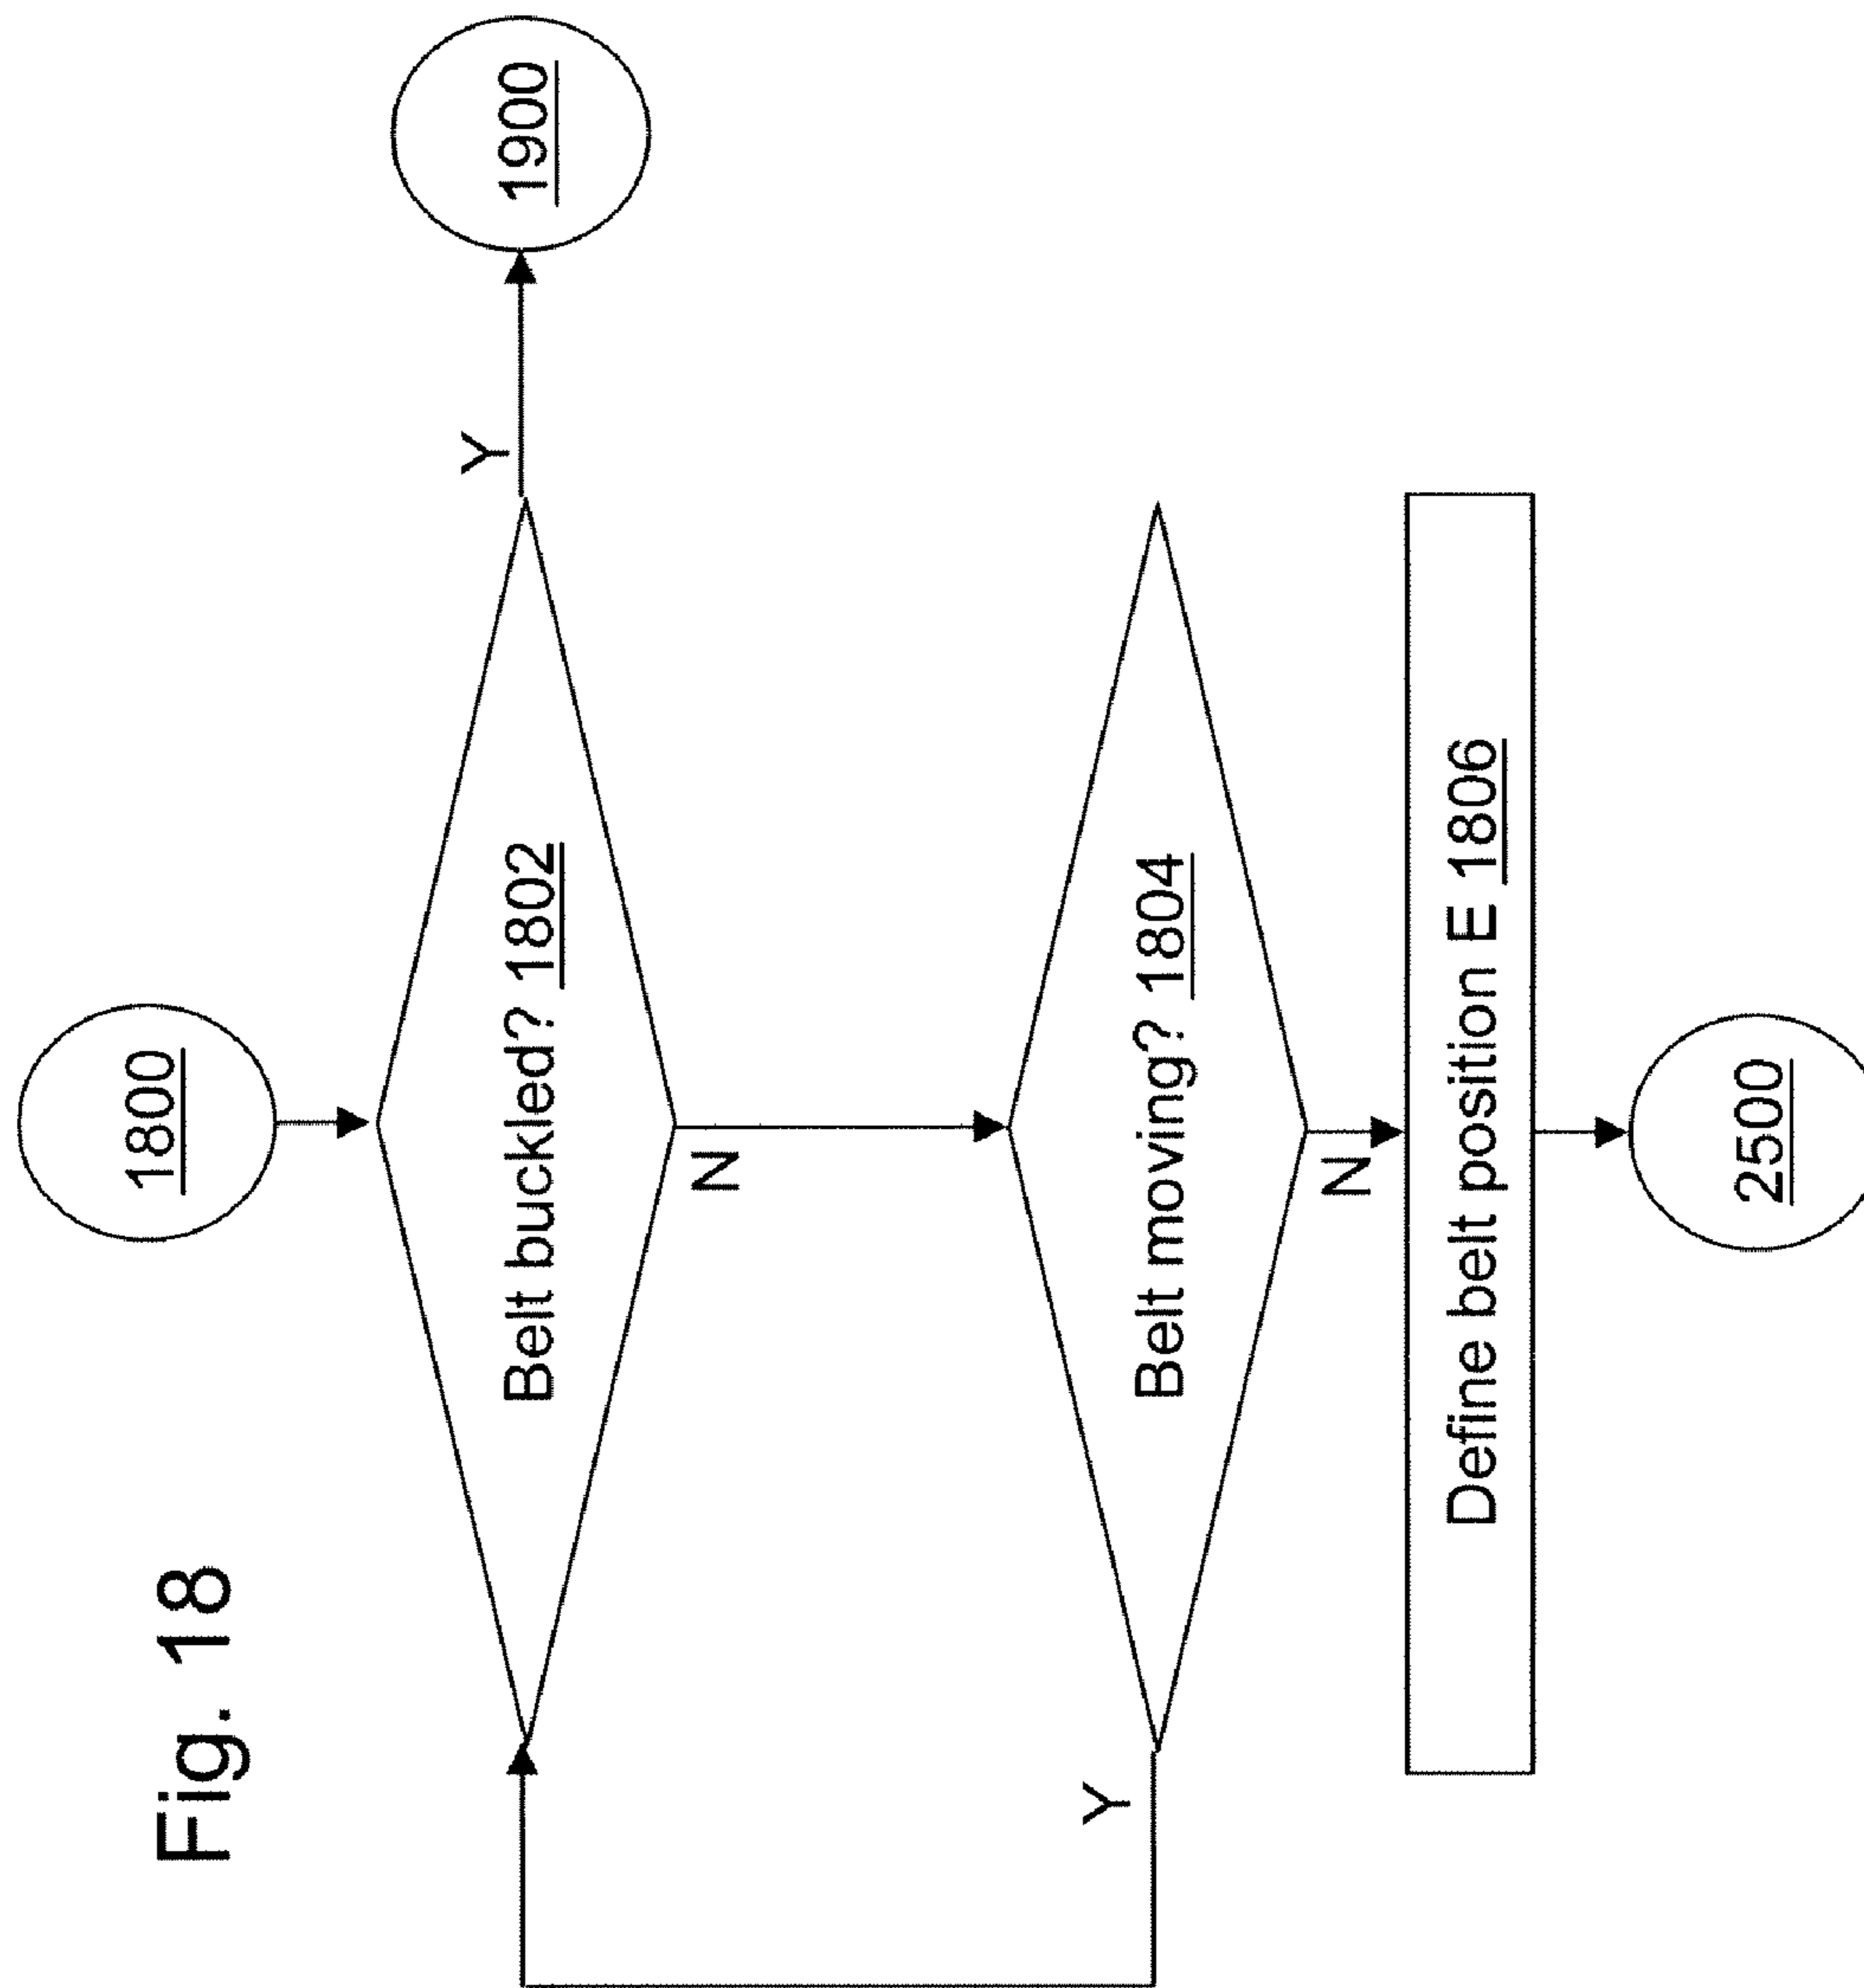 Fig. 18
1800
Belt buckled? 1802
Y
1900
N
Belt moving? 1804
Y
N
Define belt position E 1806
2500